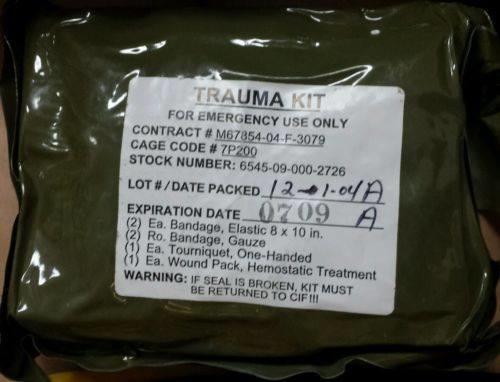 TRAUMA KIT
FOR EMERGENCY USE ONLY
CONTRACT # M67854-04-F-3079
CAGE CODE # 7P200
STOCK NUMBER: 6545-09-000-2726
LOT # / DATE PACKED 12-01-04A
EXPIRATION DATE 0709 A
(2) Ea. Bandage, Elastic 8 x 10 in.
(2) Ro. Bandage, Gauze
(1) Ea. Tourniquet, One-Handed
(1) Ea. Wound Pack, Hemostatic Treatment
WARNING: IF SEAL IS BROKEN, KIT MUST
BE RETURNED TO CIF!!!